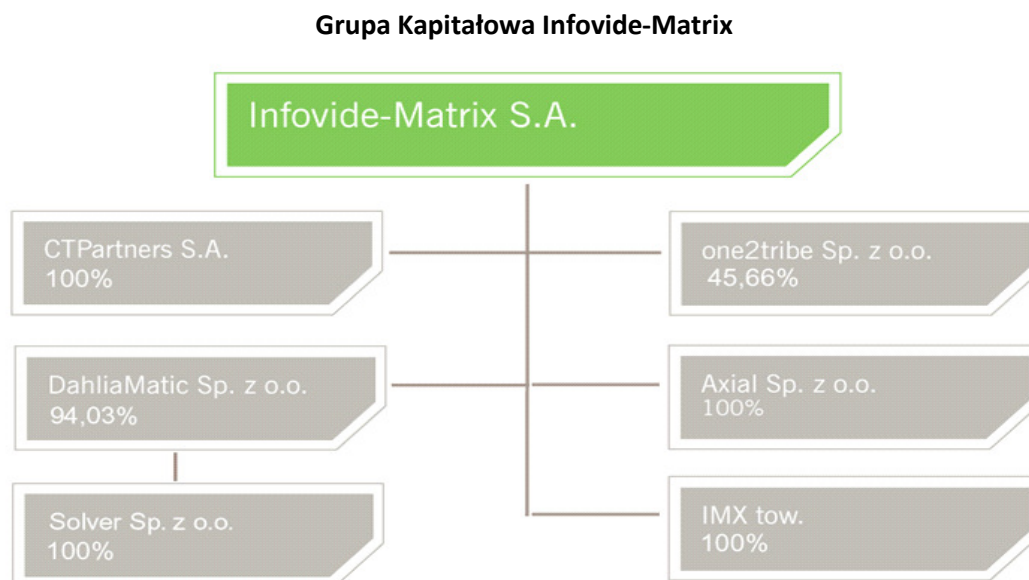 Grupa Kapitałowa Infovide-Matrix
Infovide-Matrix S.A.
CTPartners S.A.
100%
one2tribe Sp. z o.o.
45,66%
DahliaMatic Sp. z o.o.
94,03%
Axial Sp. z o.o.
100%
Solver Sp. z o.o.
100%
IMX tow.
100%